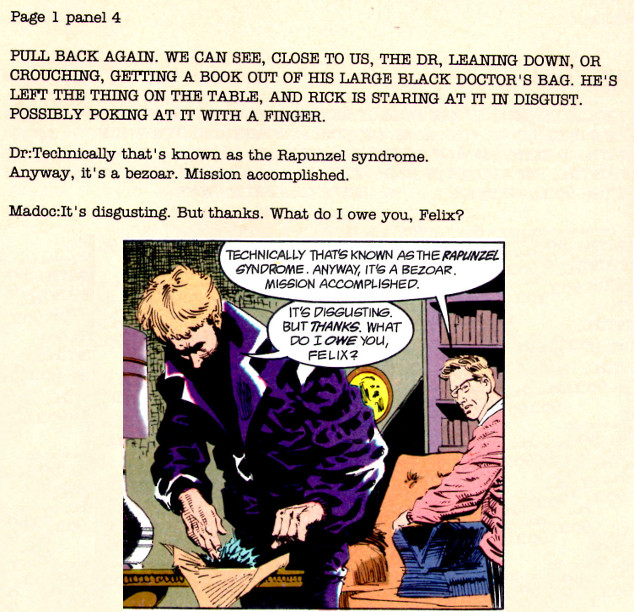 Page 1 panel 4
PULL BACK AGAIN. WE CAN SEE, CLOSE TO US, THE DR, LEANING DOWN, OR
CROUCHING, GETTING A BOOK OUT OF HIS LARGE BLACK DOCTOR'S BAG. HE'S
LEFT THE THING ON THE TABLE, AND RICK IS STARING AT IT IN DISGUST.
POSSIBLY POKING AT IT WITH A FINGER.
Dr:Technically that's known as the Rapunzel syndrome.
Anyway, it's a bezoar. Mission accomplished.
Madoc:It's disgusting. But thanks. What do I owe you, Felix?
TECHNICALLY THAT'S KNOWN AS THE RAPUNZEL
SYNDROME. ANYWAY, IT'S A BEZOAR.
MISSION ACCOMPLISHED.
IT'S DISGUSTING.
BUT THANKS. WHAT
DO I OWE YOU,
FELIX?